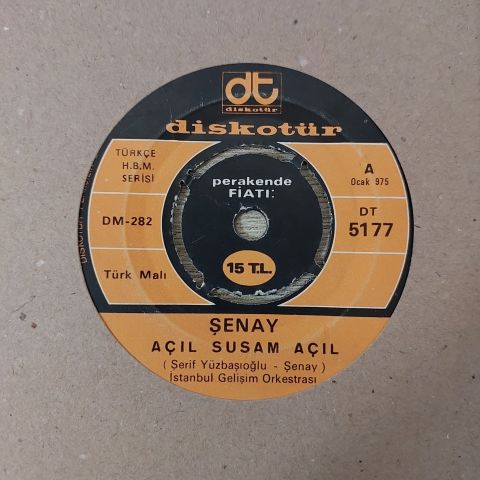 dt
diskotür
diskotür
TÜRKÇE
H.B.M.
SERİSİ
DM-282
Türk Malı
perakende
FİATI:
15 T.L.
A
Ocak 975
DT
5177
ŞENAY
AÇIL SUSAM AÇIL
( Şerif Yüzbaşıoğlu - Şenay )
İstanbul Gelişim Orkestrası